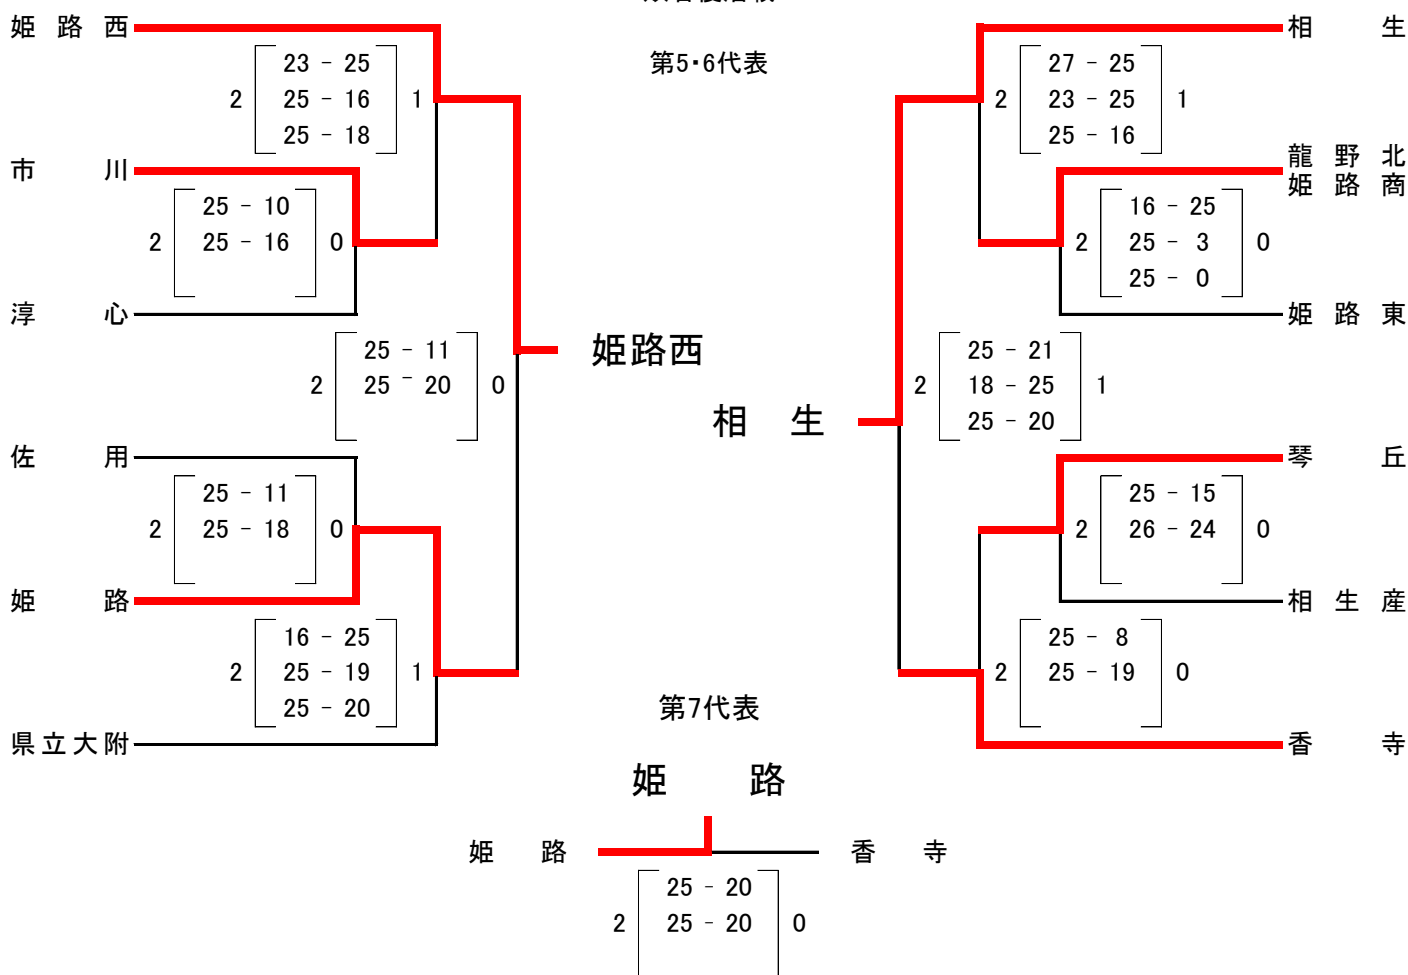 姫路西
23 - 25
2 25 - 16 1
25 - 18
市川
25 - 10
2 25 - 16 0
淳心
25 - 11
2 25 - 20 0
姫路西
佐用
25 - 11
2 25 - 18 0
姫路
16 - 25
2 25 - 19 1
25 - 20
県立大附
第5・6代表
相生
27 - 25
2 23 - 25 1
25 - 16
龍野北
姫路商
16 - 25
2 25 - 3 0
25 - 0
姫路東
25 - 21
2 18 - 25 1
25 - 20
相生
琴丘
25 - 15
2 26 - 24 0
相生産
25 - 8
2 25 - 19 0
香寺
第7代表
姫路
姫路 香寺
25 - 20
2 25 - 20 0